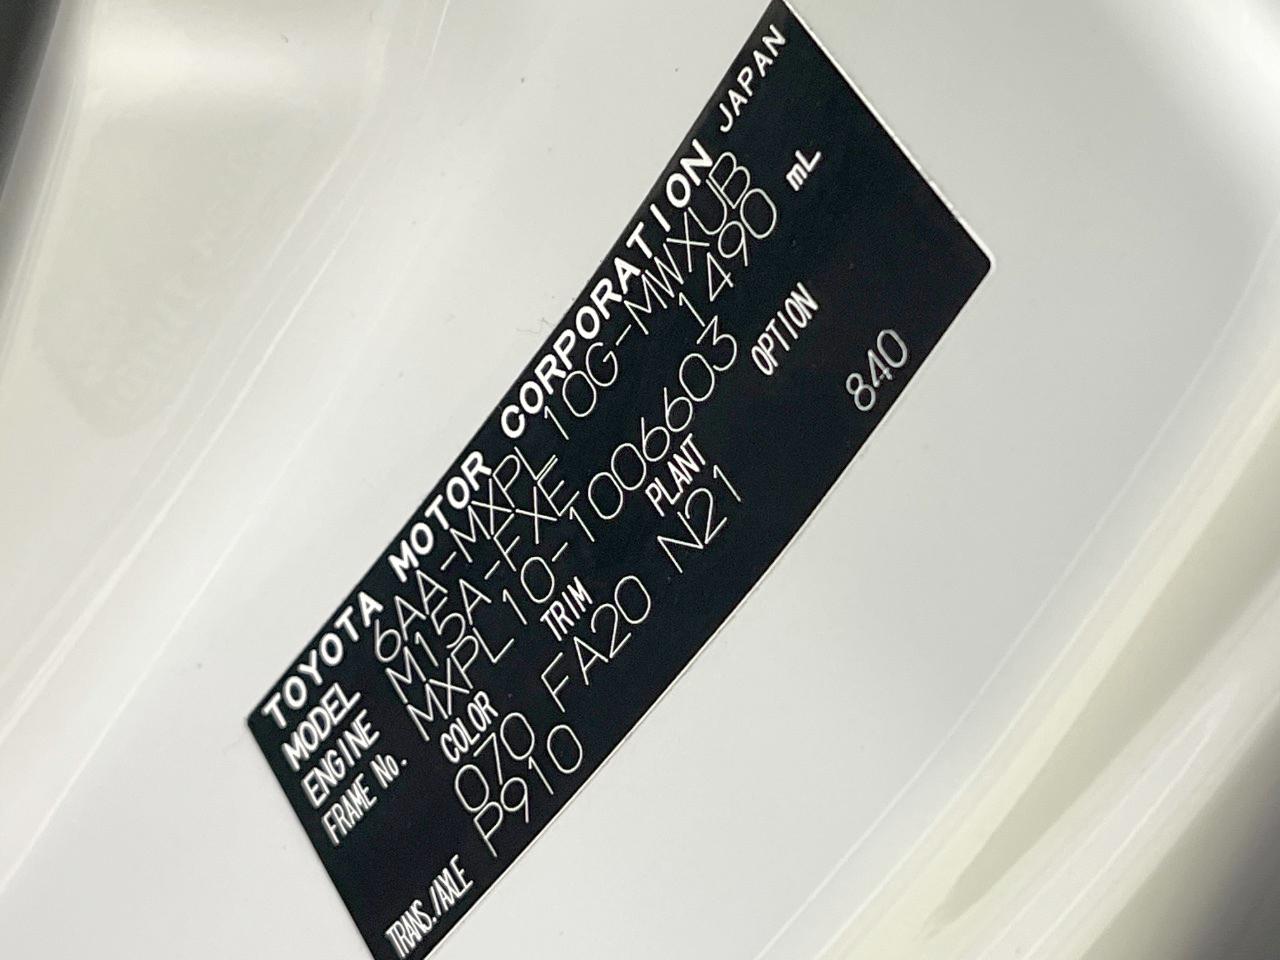 TOYOTA MOTOR CORPORATION JAPAN
MODEL 6AA-MXPL10G-MWXUB
ENGINE M15A-FXE 1490 mL
FRAME No. MXPL10-1006603
COLOR TRIM PLANT OPTION
070 FA20 N21 840
TRANS./AXLE P910